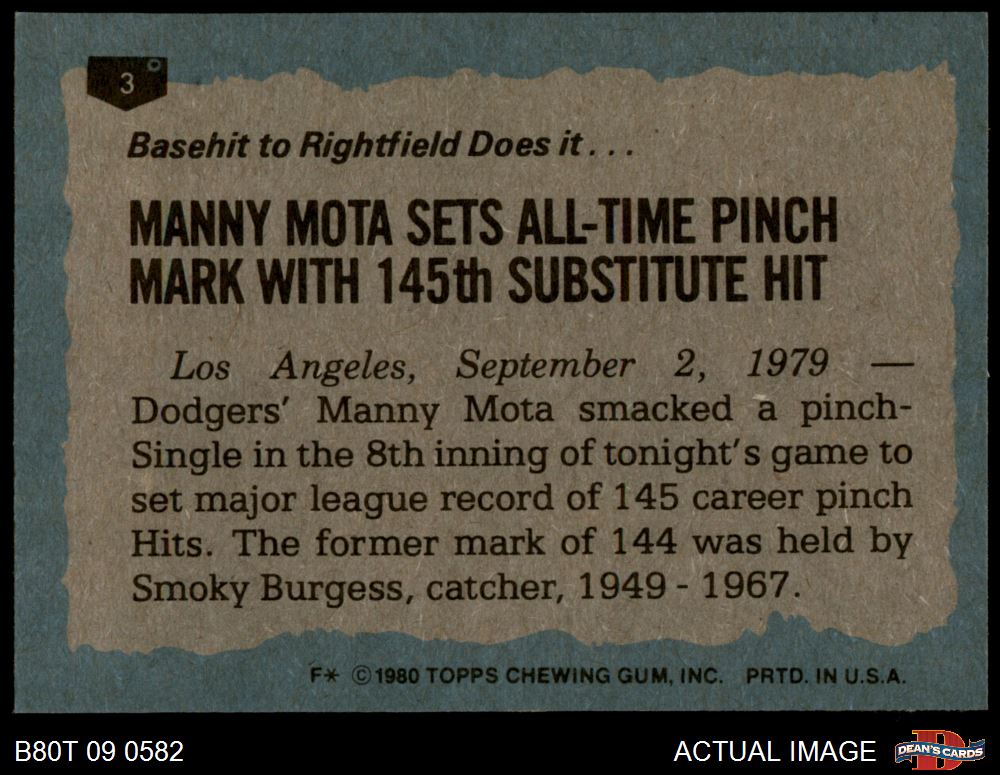 3
Basehit to Rightfield Does it...
MANNY MOTA SETS ALL-TIME PINCH
MARK WITH 145th SUBSTITUTE HIT
Los Angeles, September 2, 1979 —
Dodgers' Manny Mota smacked a pinch-
Single in the 8th inning of tonight's game to
set major league record of 145 career pinch
Hits. The former mark of 144 was held by
Smoky Burgess, catcher, 1949 - 1967.
F* ©1980 TOPPS CHEWING GUM, INC. PRTD. IN U.S.A.
B80T 09 0582
ACTUAL IMAGE
D
DEAN'S CARDS